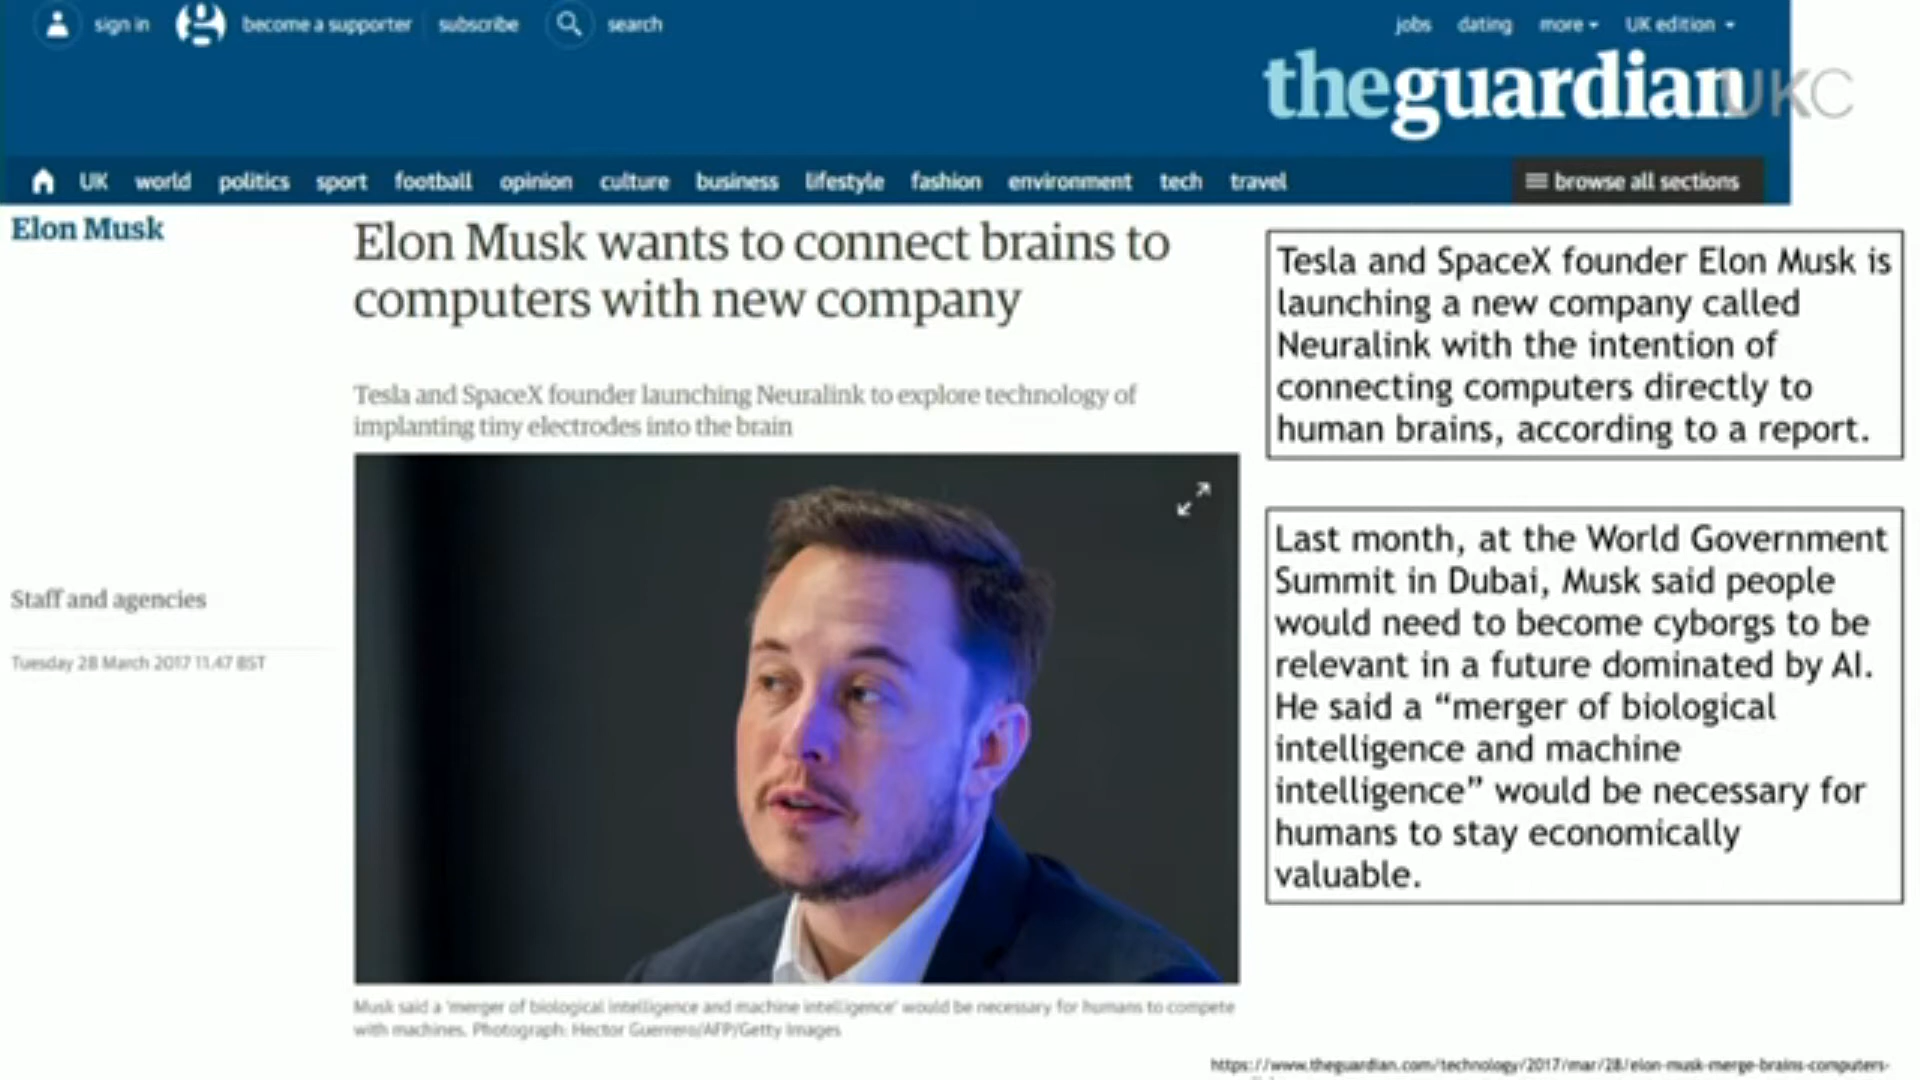 sign in
become a supporter
subscribe
search
jobs
dating
more
UK edition
theguardian
UKC
UK
world
politics
sport
football
opinion
culture
business
lifestyle
fashion
environment
tech
travel
browse all sections
Elon Musk
Elon Musk wants to connect brains to
computers with new company
Tesla and SpaceX founder launching Neuralink to explore technology of
implanting tiny electrodes into the brain
Staff and agencies
Tuesday 28 March 2017 11.47 BST
Musk said a 'merger of biological intelligence and machine intelligence' would be necessary for humans to compete
with machines. Photograph: Hector Guerrero/AFP/Getty Images
Tesla and SpaceX founder Elon Musk is
launching a new company called
Neuralink with the intention of
connecting computers directly to
human brains, according to a report.
Last month, at the World Government
Summit in Dubai, Musk said people
would need to become cyborgs to be
relevant in a future dominated by AI.
He said a “merger of biological
intelligence and machine
intelligence” would be necessary for
humans to stay economically
valuable.
https://www.theguardian.com/technology/2017/mar/28/elon-musk-merge-brains-computers-